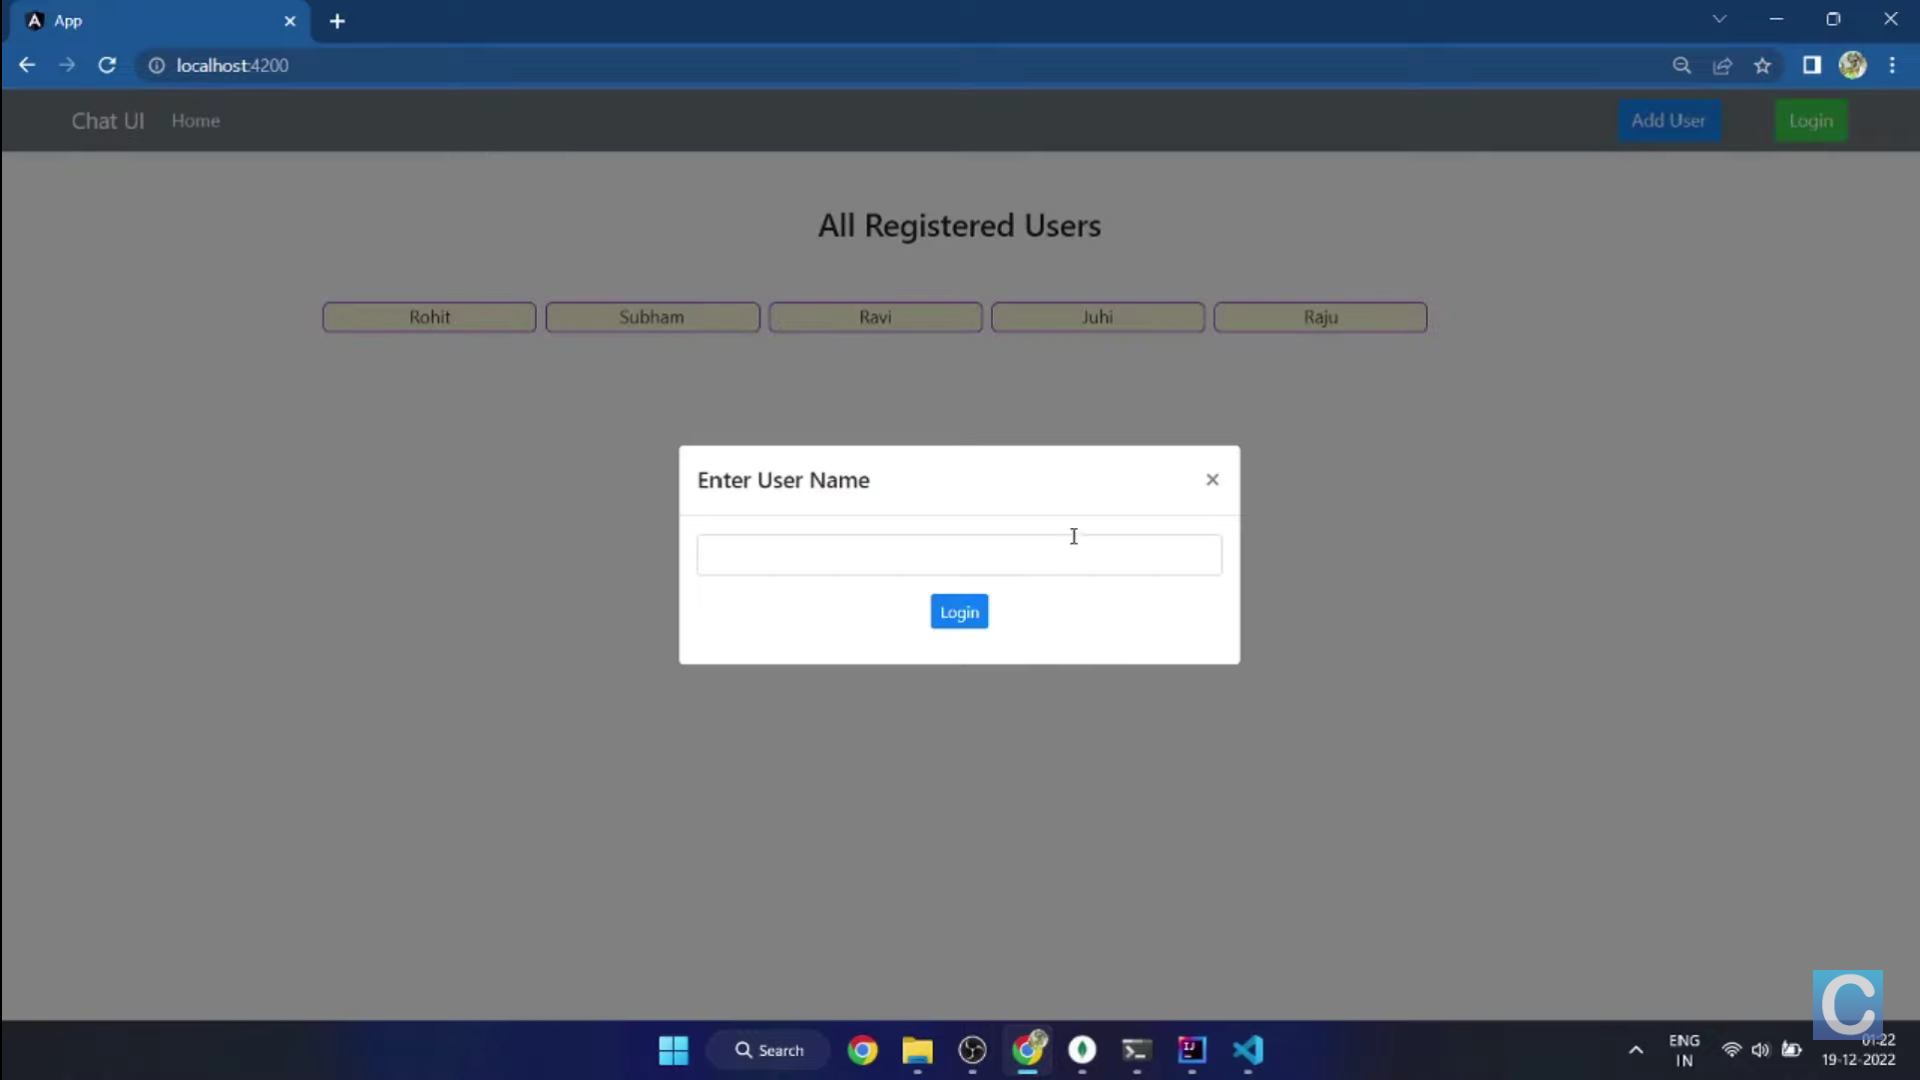 App
localhost:4200
Chat UI Home Add User Login
All Registered Users
Rohit Subham Ravi Juhi Raju
Enter User Name
Login
Search
ENG
IN
01:22
19-12-2022
C